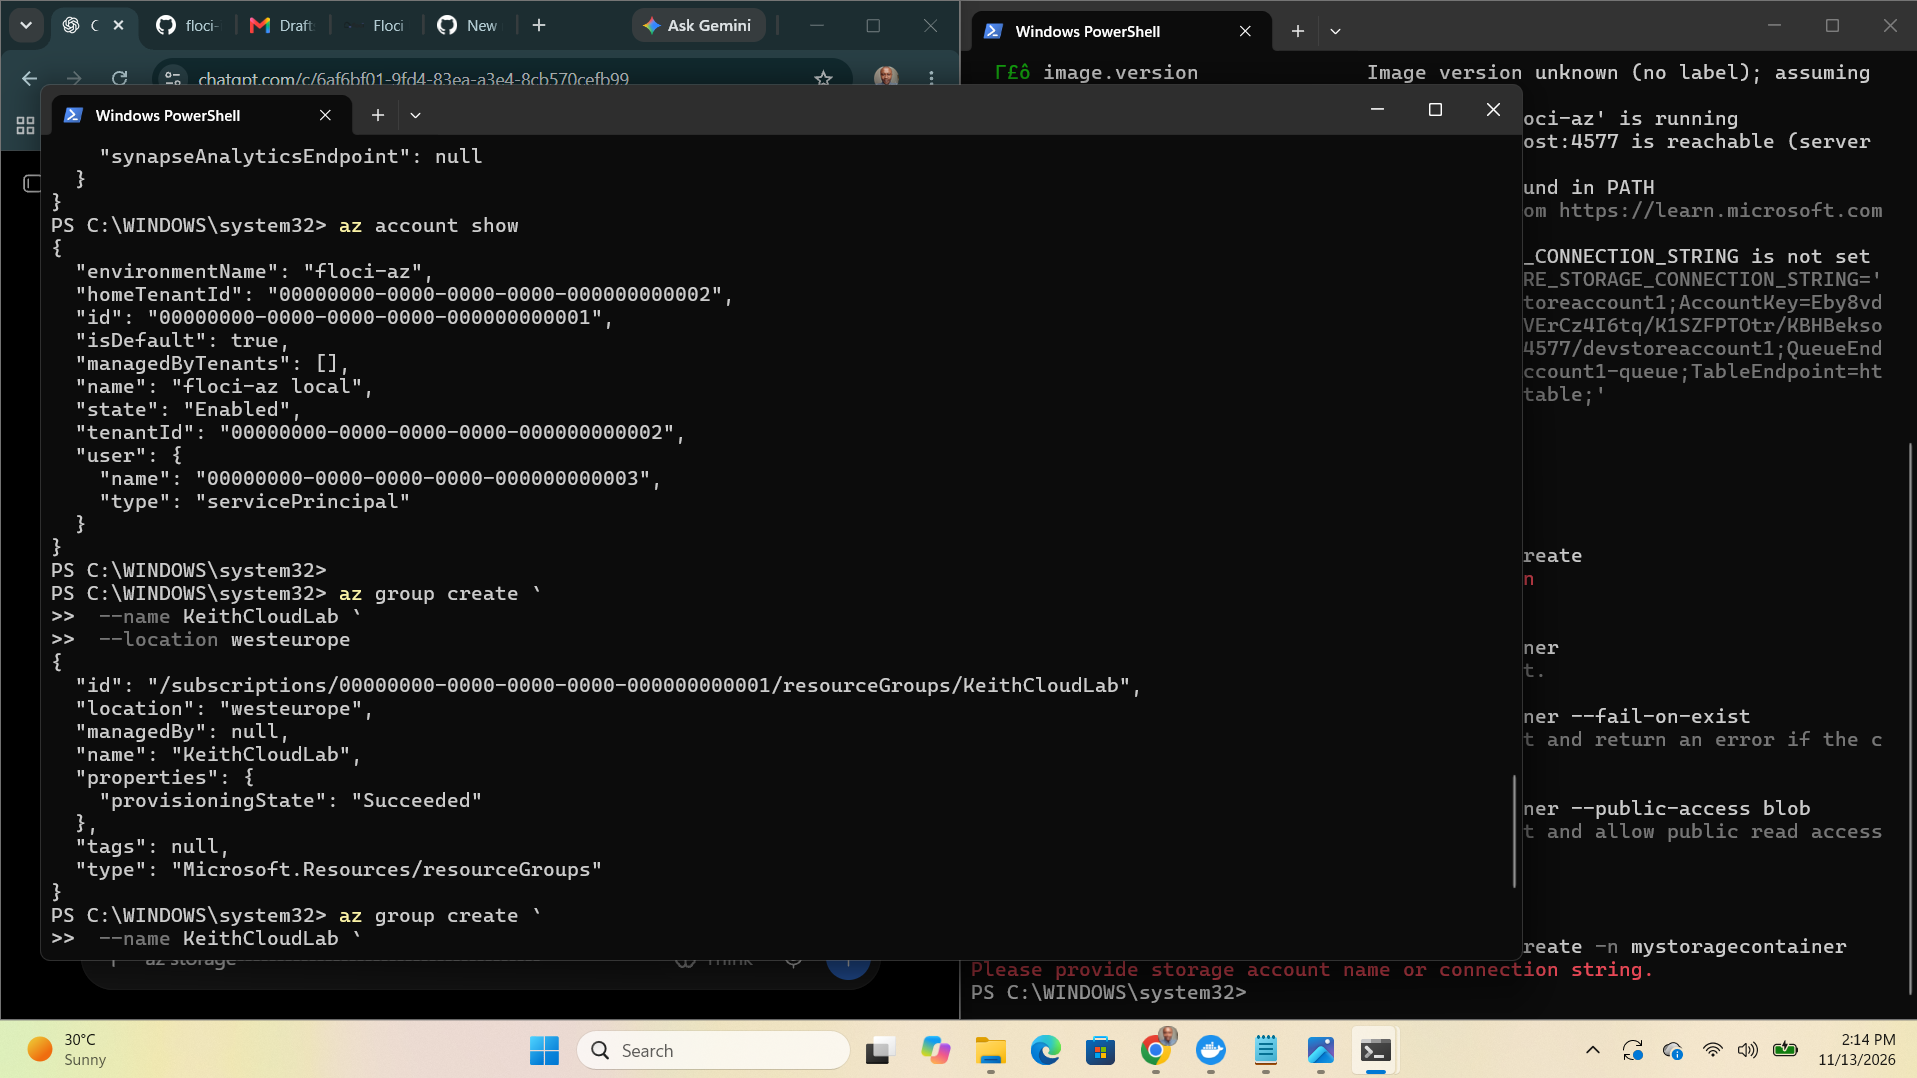 C
floci-
Draft
Floci
New
Ask Gemini
chatgpt.com/c/6af6bf01-9fd4-83ea-a3e4-8cb570cefb99
Windows PowerShell
"synapseAnalyticsEndpoint": null
}
}
PS C:\WINDOWS\system32> az account show
{
"environmentName": "floci-az",
"homeTenantId": "00000000-0000-0000-0000-000000000002",
"id": "00000000-0000-0000-0000-000000000001",
"isDefault": true,
"managedByTenants": [],
"name": "floci-az local",
"state": "Enabled",
"tenantId": "00000000-0000-0000-0000-000000000002",
"user": {
"name": "00000000-0000-0000-0000-000000000003",
"type": "servicePrincipal"
}
}
PS C:\WINDOWS\system32>
PS C:\WINDOWS\system32> az group create `
>> --name KeithCloudLab `
>> --location westeurope
{
"id": "/subscriptions/00000000-0000-0000-0000-000000000001/resourceGroups/KeithCloudLab",
"location": "westeurope",
"managedBy": null,
"name": "KeithCloudLab",
"properties": {
"provisioningState": "Succeeded"
},
"tags": null,
"type": "Microsoft.Resources/resourceGroups"
}
PS C:\WINDOWS\system32> az group create `
>> --name KeithCloudLab `
az storage
Think
Windows PowerShell
Γ£ô image.version Image version unknown (no label); assuming
oci-az' is running
ost:4577 is reachable (server
und in PATH
om https://learn.microsoft.com
_CONNECTION_STRING is not set
RE_STORAGE_CONNECTION_STRING='
toreaccount1;AccountKey=Eby8vd
VErCz4I6tq/K1SZFPTOtr/KBHBekso
4577/devstoreaccount1;QueueEnd
ccount1-queue;TableEndpoint=ht
table;'
reate
n
ner
t.
ner --fail-on-exist
t and return an error if the c
ner --public-access blob
t and allow public read access
reate -n mystoragecontainer
Please provide storage account name or connection string.
PS C:\WINDOWS\system32>
30°C
Sunny
Search
2:14 PM
11/13/2026